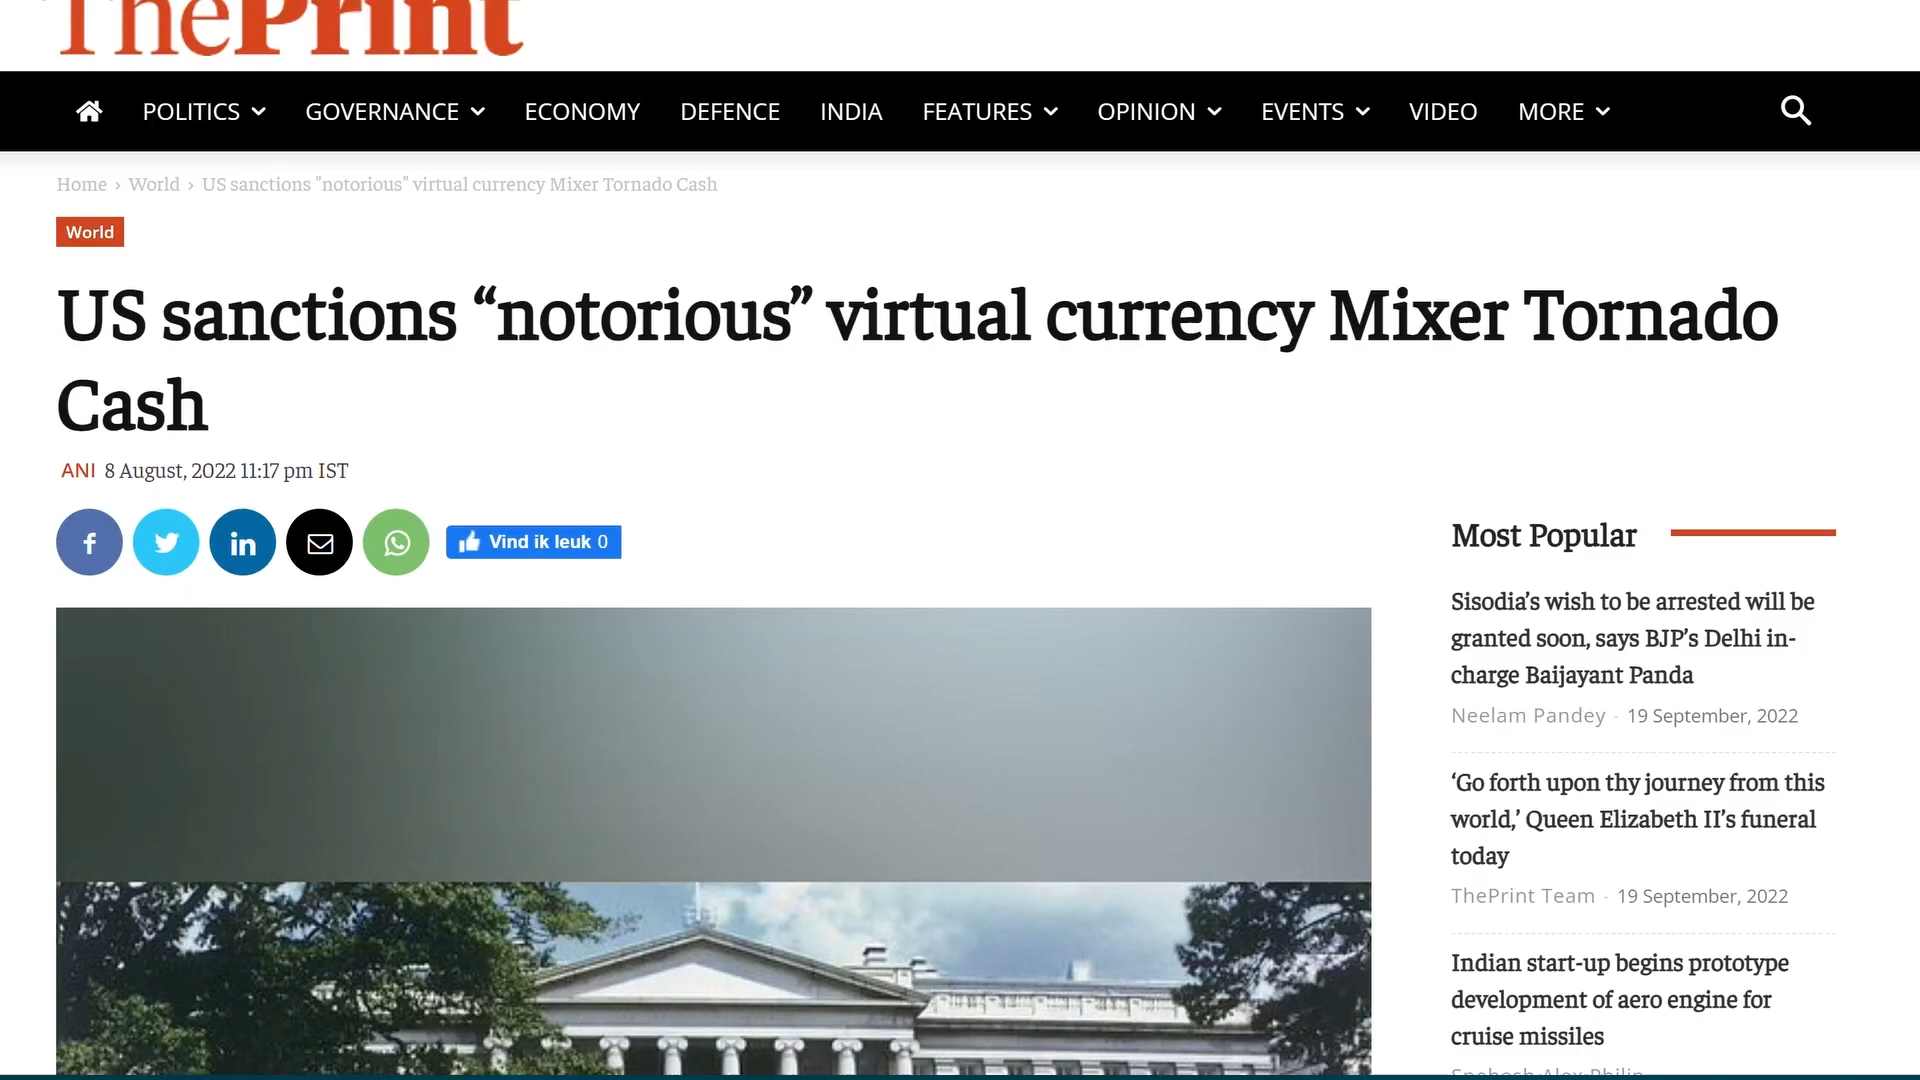 ThePrint
POLITICS GOVERNANCE ECONOMY DEFENCE INDIA FEATURES OPINION EVENTS VIDEO MORE
Home › World › US sanctions "notorious" virtual currency Mixer Tornado Cash
World
US sanctions “notorious” virtual currency Mixer Tornado
Cash
ANI 8 August, 2022 11:17 pm IST
f in Vind ik leuk 0
Most Popular
Sisodia’s wish to be arrested will be
granted soon, says BJP’s Delhi in-
charge Baijayant Panda
Neelam Pandey - 19 September, 2022
‘Go forth upon thy journey from this
world,’ Queen Elizabeth II’s funeral
today
ThePrint Team - 19 September, 2022
Indian start-up begins prototype
development of aero engine for
cruise missiles